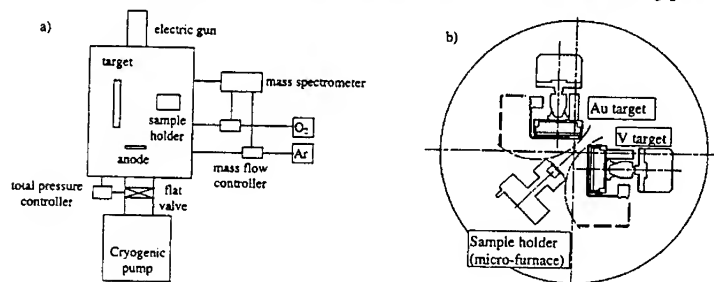 a)
electric gun
target
mass spectrometer
sample
holder
O2
anode
Ar
mass flow
controller
total pressure
controller
flat
valve
Cryogenic
pump
b)
Au target
V target
Sample holder
(micro-furnace)